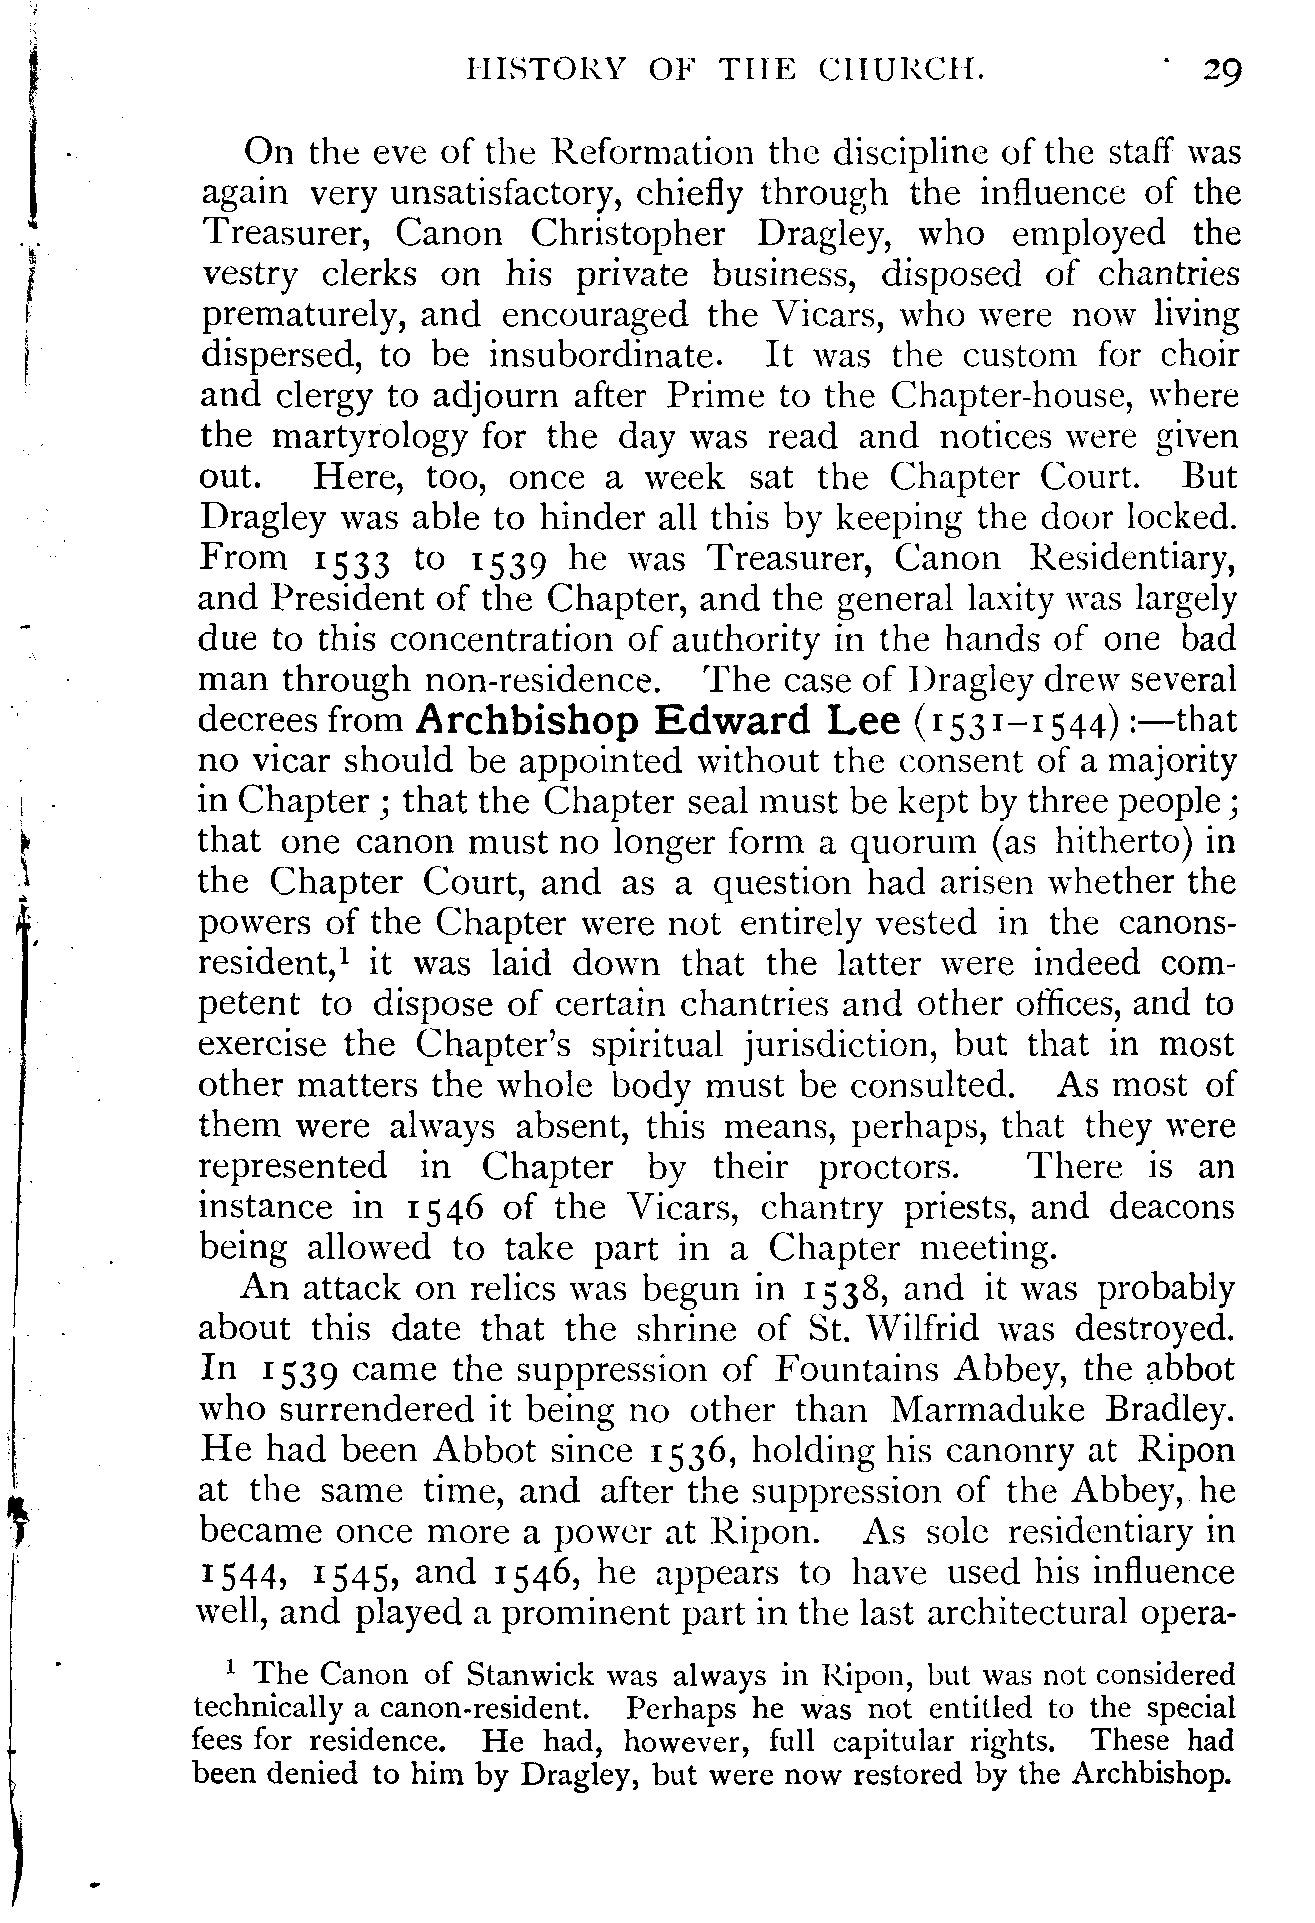 HISTORY OF THE CHURCH. 29
On the eve of the Reformation the discipline of the staff was
again very unsatisfactory, chiefly through the influence of the
Treasurer, Canon Christopher Dragley, who employed the
vestry clerks on his private business, disposed of chantries
prematurely, and encouraged the Vicars, who were now living
dispersed, to be insubordinate. It was the custom for choir
and clergy to adjourn after Prime to the Chapter-house, where
the martyrology for the day was read and notices were given
out. Here, too, once a week sat the Chapter Court. But
Dragley was able to hinder all this by keeping the door locked.
From 1533 to 1539 he was Treasurer, Canon Residentiary,
and President of the Chapter, and the general laxity was largely
due to this concentration of authority in the hands of one bad
man through non-residence. The case of Dragley drew several
decrees from Archbishop Edward Lee (1531–1544) :—that
no vicar should be appointed without the consent of a majority
in Chapter ; that the Chapter seal must be kept by three people ;
that one canon must no longer form a quorum (as hitherto) in
the Chapter Court, and as a question had arisen whether the
powers of the Chapter were not entirely vested in the canons-
resident,¹ it was laid down that the latter were indeed com-
petent to dispose of certain chantries and other offices, and to
exercise the Chapter's spiritual jurisdiction, but that in most
other matters the whole body must be consulted. As most of
them were always absent, this means, perhaps, that they were
represented in Chapter by their proctors. There is an
instance in 1546 of the Vicars, chantry priests, and deacons
being allowed to take part in a Chapter meeting.
An attack on relics was begun in 1538, and it was probably
about this date that the shrine of St. Wilfrid was destroyed.
In 1539 came the suppression of Fountains Abbey, the abbot
who surrendered it being no other than Marmaduke Bradley.
He had been Abbot since 1536, holding his canonry at Ripon
at the same time, and after the suppression of the Abbey, he
became once more a power at Ripon. As sole residentiary in
1544, 1545, and 1546, he appears to have used his influence
well, and played a prominent part in the last architectural opera-
¹ The Canon of Stanwick was always in Ripon, but was not considered
technically a canon-resident. Perhaps he was not entitled to the special
fees for residence. He had, however, full capitular rights. These had
been denied to him by Dragley, but were now restored by the Archbishop.